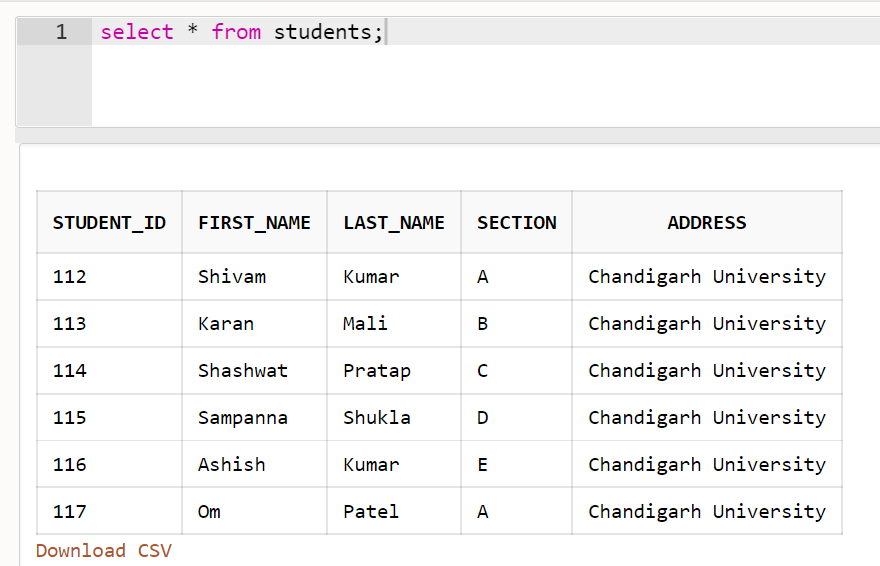 1 select * from students;
STUDENT_ID FIRST_NAME LAST_NAME SECTION ADDRESS
112 Shivam Kumar A Chandigarh University
113 Karan Mali B Chandigarh University
114 Shashwat Pratap C Chandigarh University
115 Sampanna Shukla D Chandigarh University
116 Ashish Kumar E Chandigarh University
117 Om Patel A Chandigarh University
Download CSV